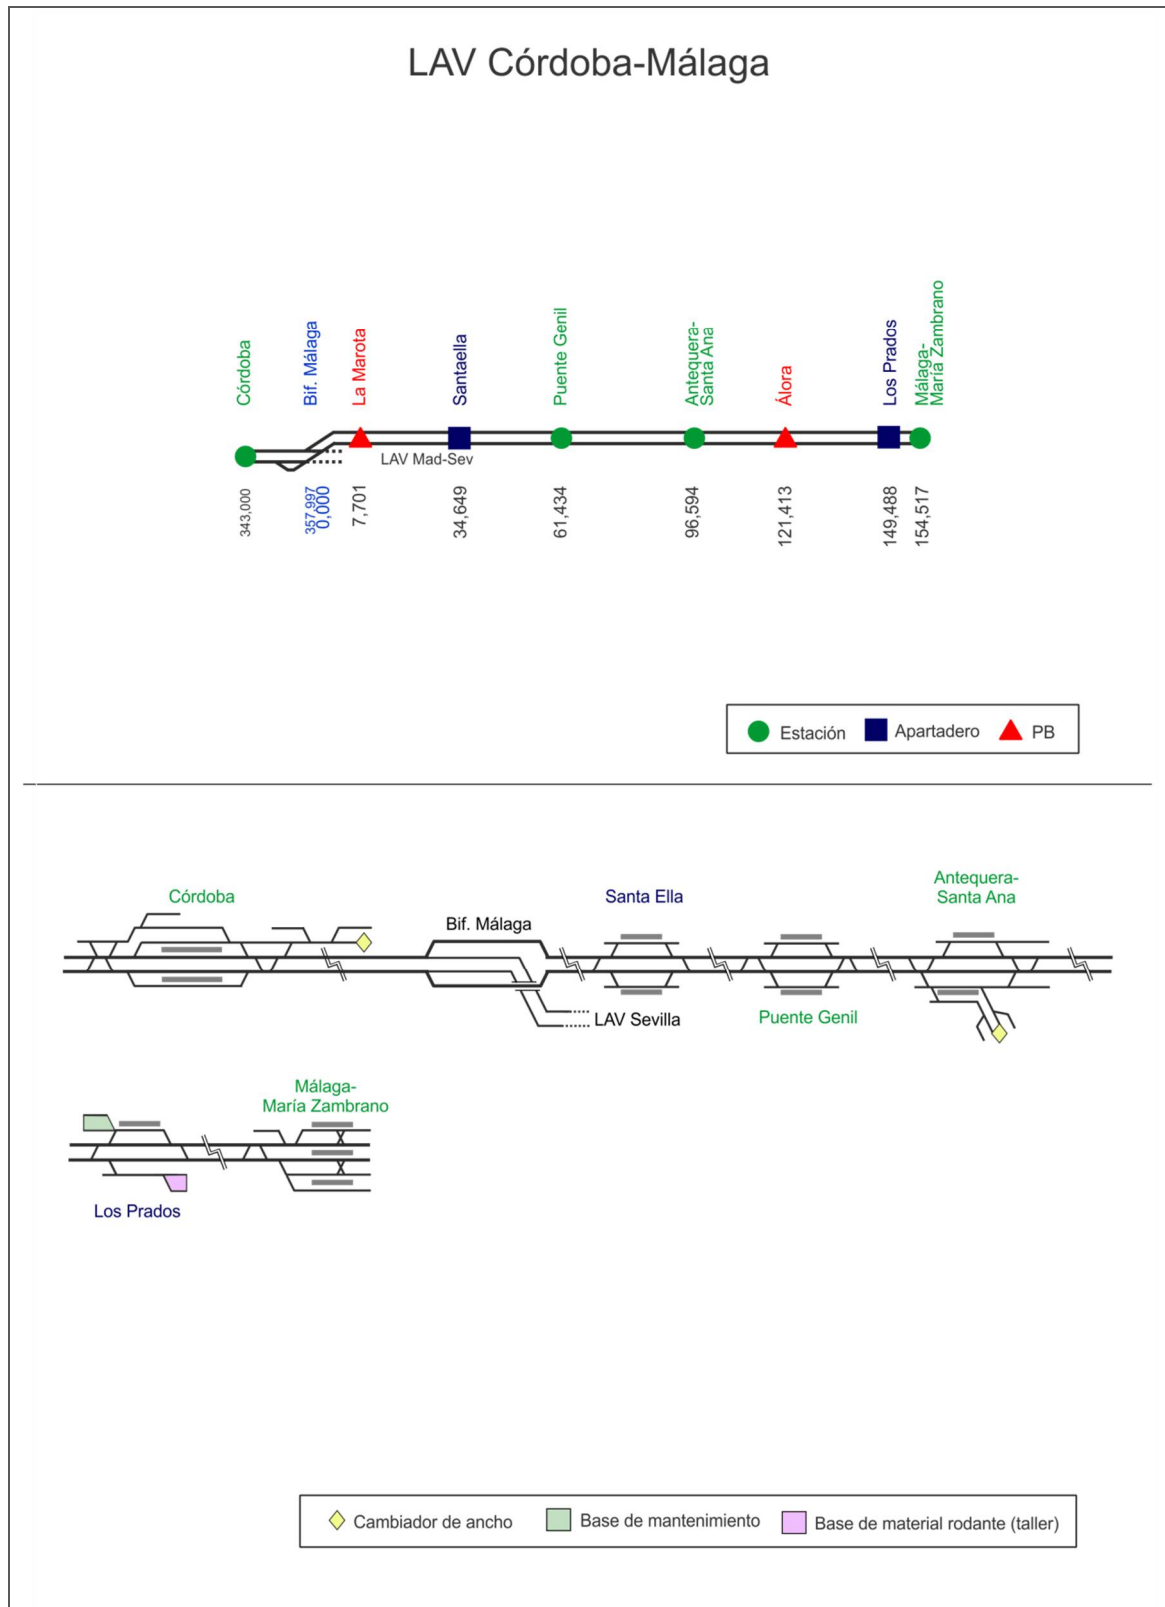 LAV Córdoba-Málaga
Córdoba
Bif. Málaga
La Marota
Santaella
Puente Genil
Antequera-
Santa Ana
Álora
Los Prados
Málaga-
María Zambrano
LAV Mad-Sev
343,000
357,997
0,000
7,701
34,649
61,434
96,594
121,413
149,488
154,517
Estación
Apartadero
PB
Córdoba
Bif. Málaga
Santa Ella
Antequera-
Santa Ana
LAV Sevilla
Puente Genil
Málaga-
María Zambrano
Los Prados
Cambiador de ancho
Base de mantenimiento
Base de material rodante (taller)